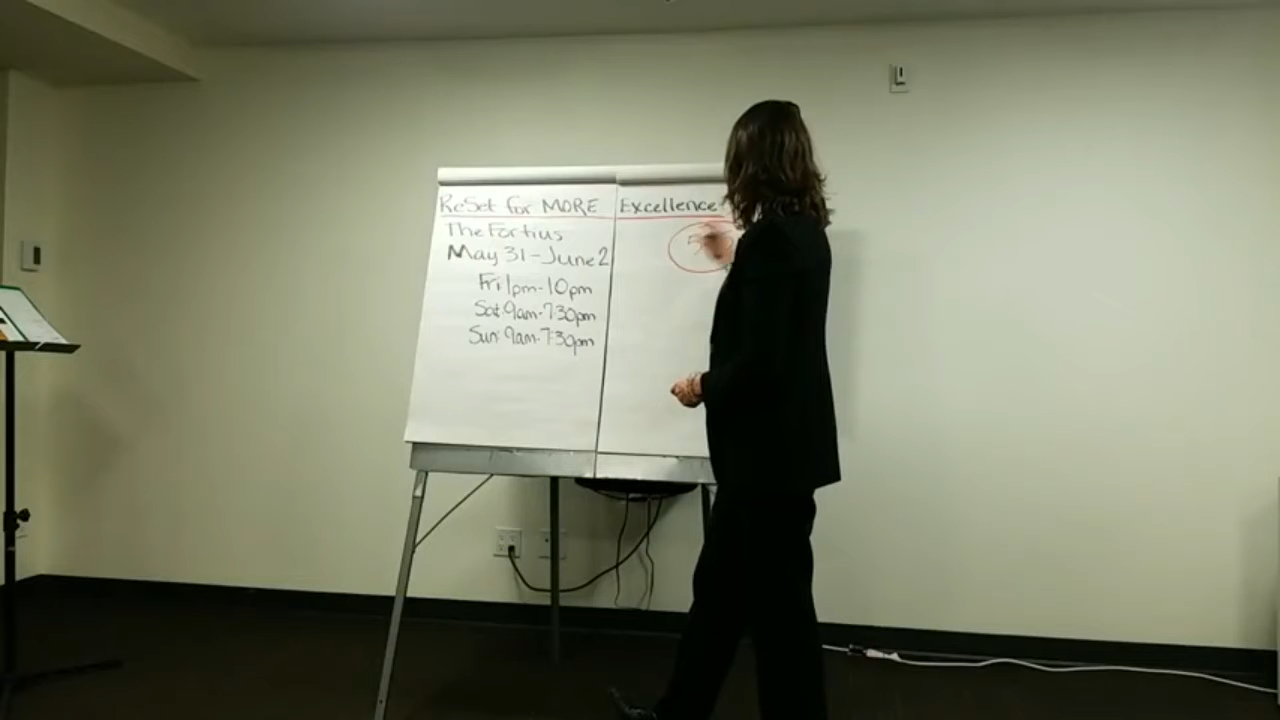 ReSet for MORE
The Fortius
May 31-June 2
Fri 1pm-10pm
Sat: 9am-7:30pm
Sun: 9am-7:30pm
Excellence